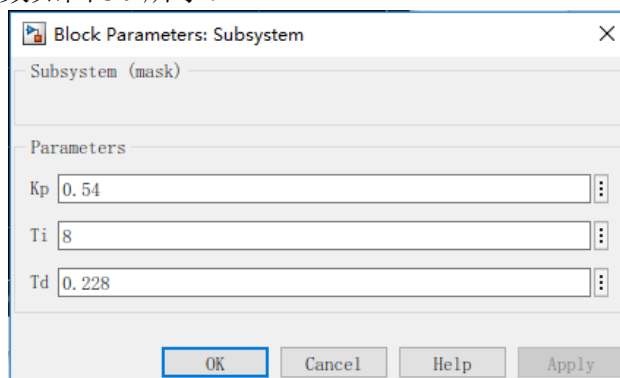 Block Parameters: Subsystem
Subsystem (mask)
Parameters
Kp 0.54
Ti 8
Td 0.228
OK Cancel Help Apply